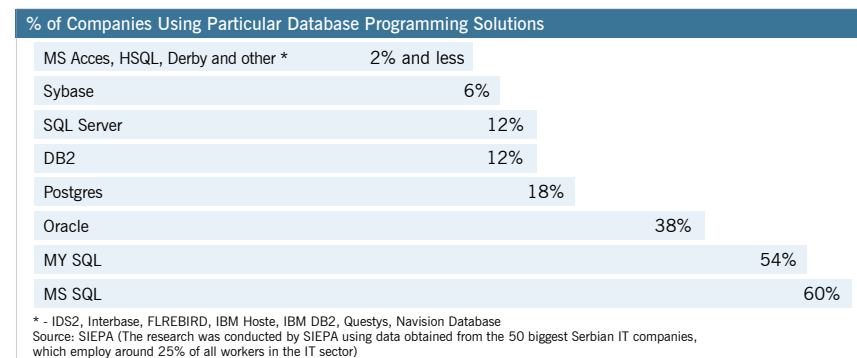 % of Companies Using Particular Database Programming Solutions
MS Acces, HSQL, Derby and other * 2% and less
Sybase 6%
SQL Server 12%
DB2 12%
Postgres 18%
Oracle 38%
MY SQL 54%
MS SQL 60%
* - IDS2, Interbase, FLREBIRD, IBM Hoste, IBM DB2, Questys, Navision Database
Source: SIEPA (The research was conducted by SIEPA using data obtained from the 50 biggest Serbian IT companies,
which employ around 25% of all workers in the IT sector)